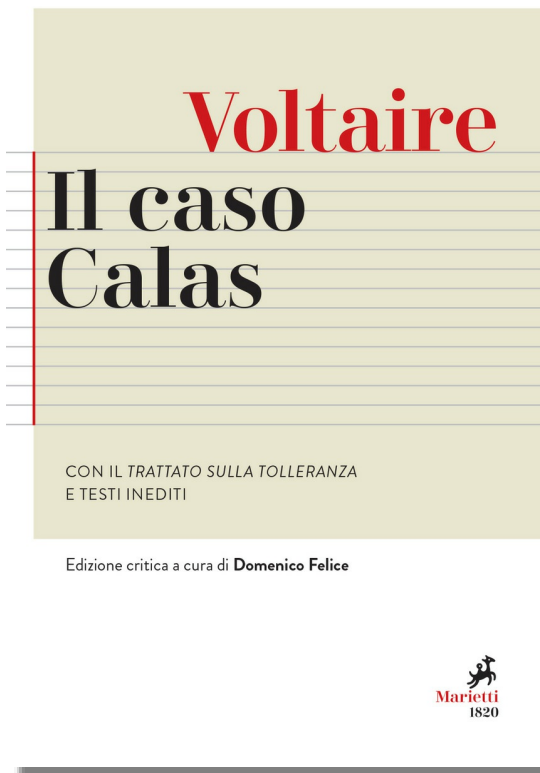 Voltaire
Il caso
Calas
CON IL TRATTATO SULLA TOLLERANZA
E TESTI INEDITI
Edizione critica a cura di Domenico Felice
Marietti
1820